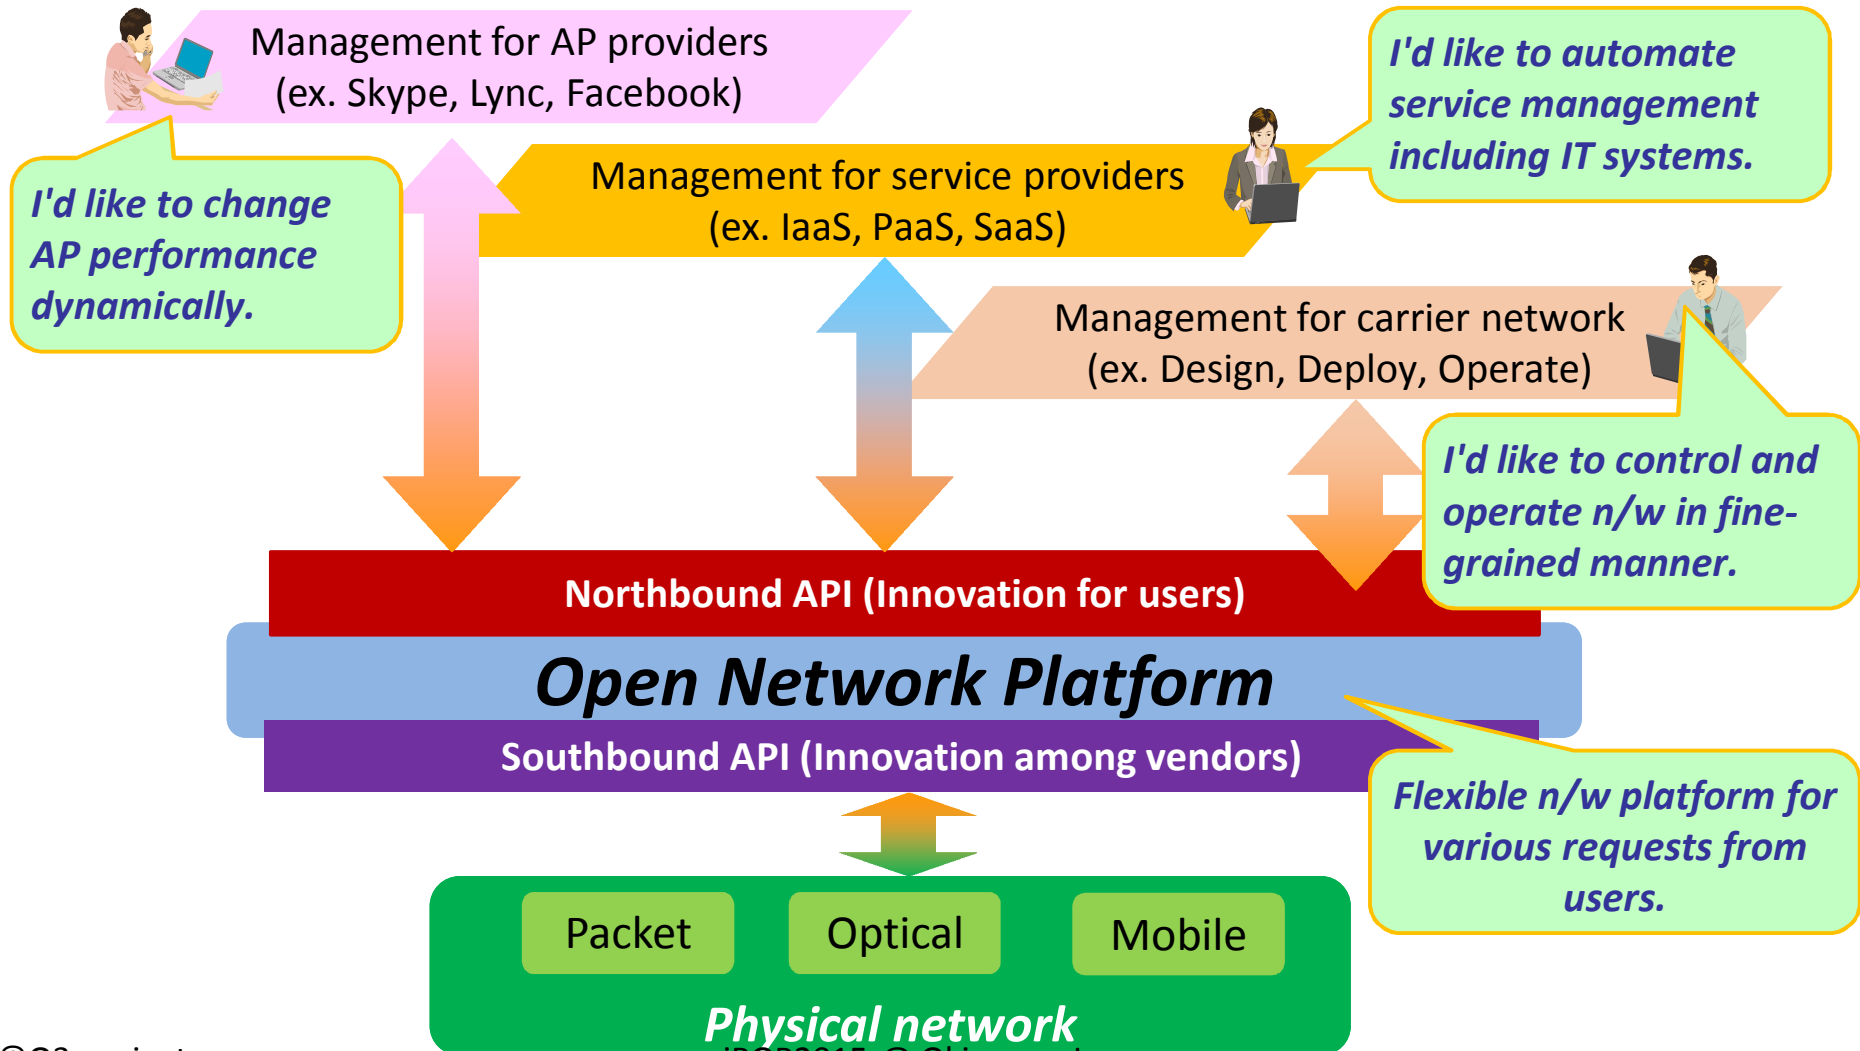 Management for AP providers
(ex. Skype, Lync, Facebook)
I'd like to automate
service management
including IT systems.
I'd like to change
AP performance
dynamically.
Management for service providers
(ex. IaaS, PaaS, SaaS)
Management for carrier network
(ex. Design, Deploy, Operate)
I'd like to control and
operate n/w in fine-
grained manner.
Northbound API (Innovation for users)
Open Network Platform
Southbound API (Innovation among vendors)
Flexible n/w platform for
various requests from
users.
Packet
Optical
Mobile
Physical network